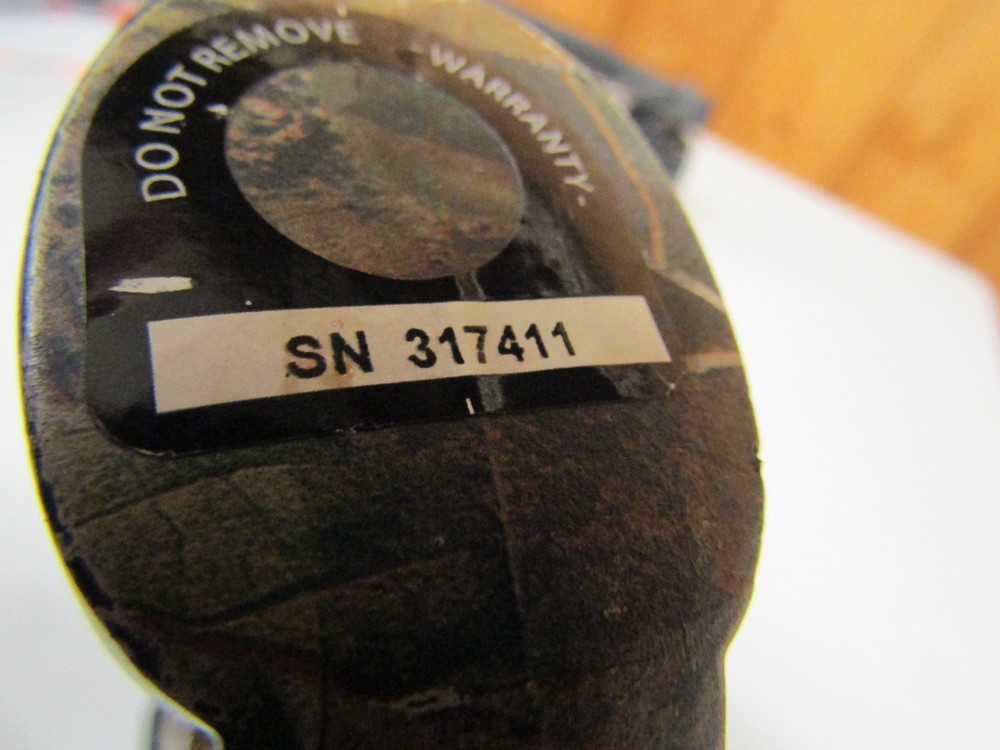 DO NOT REMOVE
-WARRANTY-
SN 317411